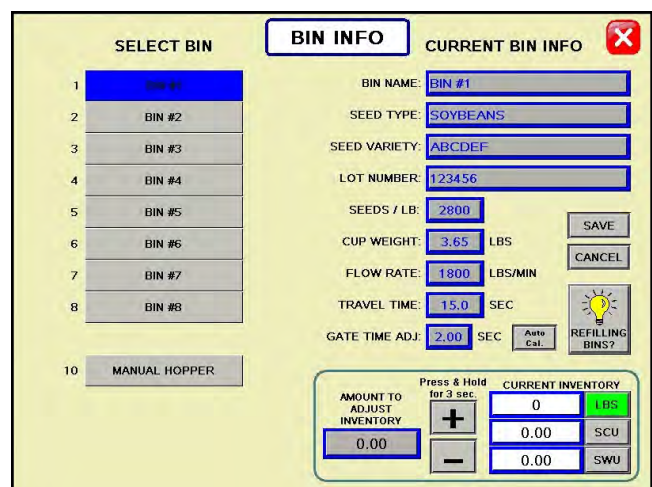 BIN INFO
SELECT BIN
CURRENT BIN INFO
X
1 BIN #1
2 BIN #2
3 BIN #3
4 BIN #4
5 BIN #5
6 BIN #6
7 BIN #7
8 BIN #8
10 MANUAL HOPPER
BIN NAME: BIN #1
SEED TYPE: SOYBEANS
SEED VARIETY: ABCDEF
LOT NUMBER: 123456
SEEDS / LB: 2800
CUP WEIGHT: 3.65 LBS
FLOW RATE: 1800 LBS/MIN
TRAVEL TIME: 15.0 SEC
GATE TIME ADJ: 2.00 SEC
Auto
Cal.
SAVE
CANCEL
REFILLING
BINS?
AMOUNT TO
ADJUST
INVENTORY
0.00
Press & Hold
for 3 sec.
+
−
CURRENT INVENTORY
0 LBS
0.00 SCU
0.00 SWU